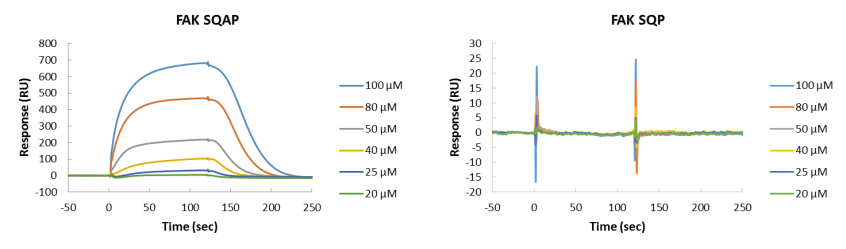 FAK SQAP
800
700
600
500
400
300
200
100
0
-100
Response (RU)
-50 0 50 100 150 200 250
Time (sec)
100 µM
80 µM
50 µM
40 µM
25 µM
20 µM
FAK SQP
30
25
20
15
10
5
0
-5
-10
-15
-20
Response (RU)
-50 0 50 100 150 200 250
Time (sec)
100 µM
80 µM
50 µM
40 µM
25 µM
20 µM